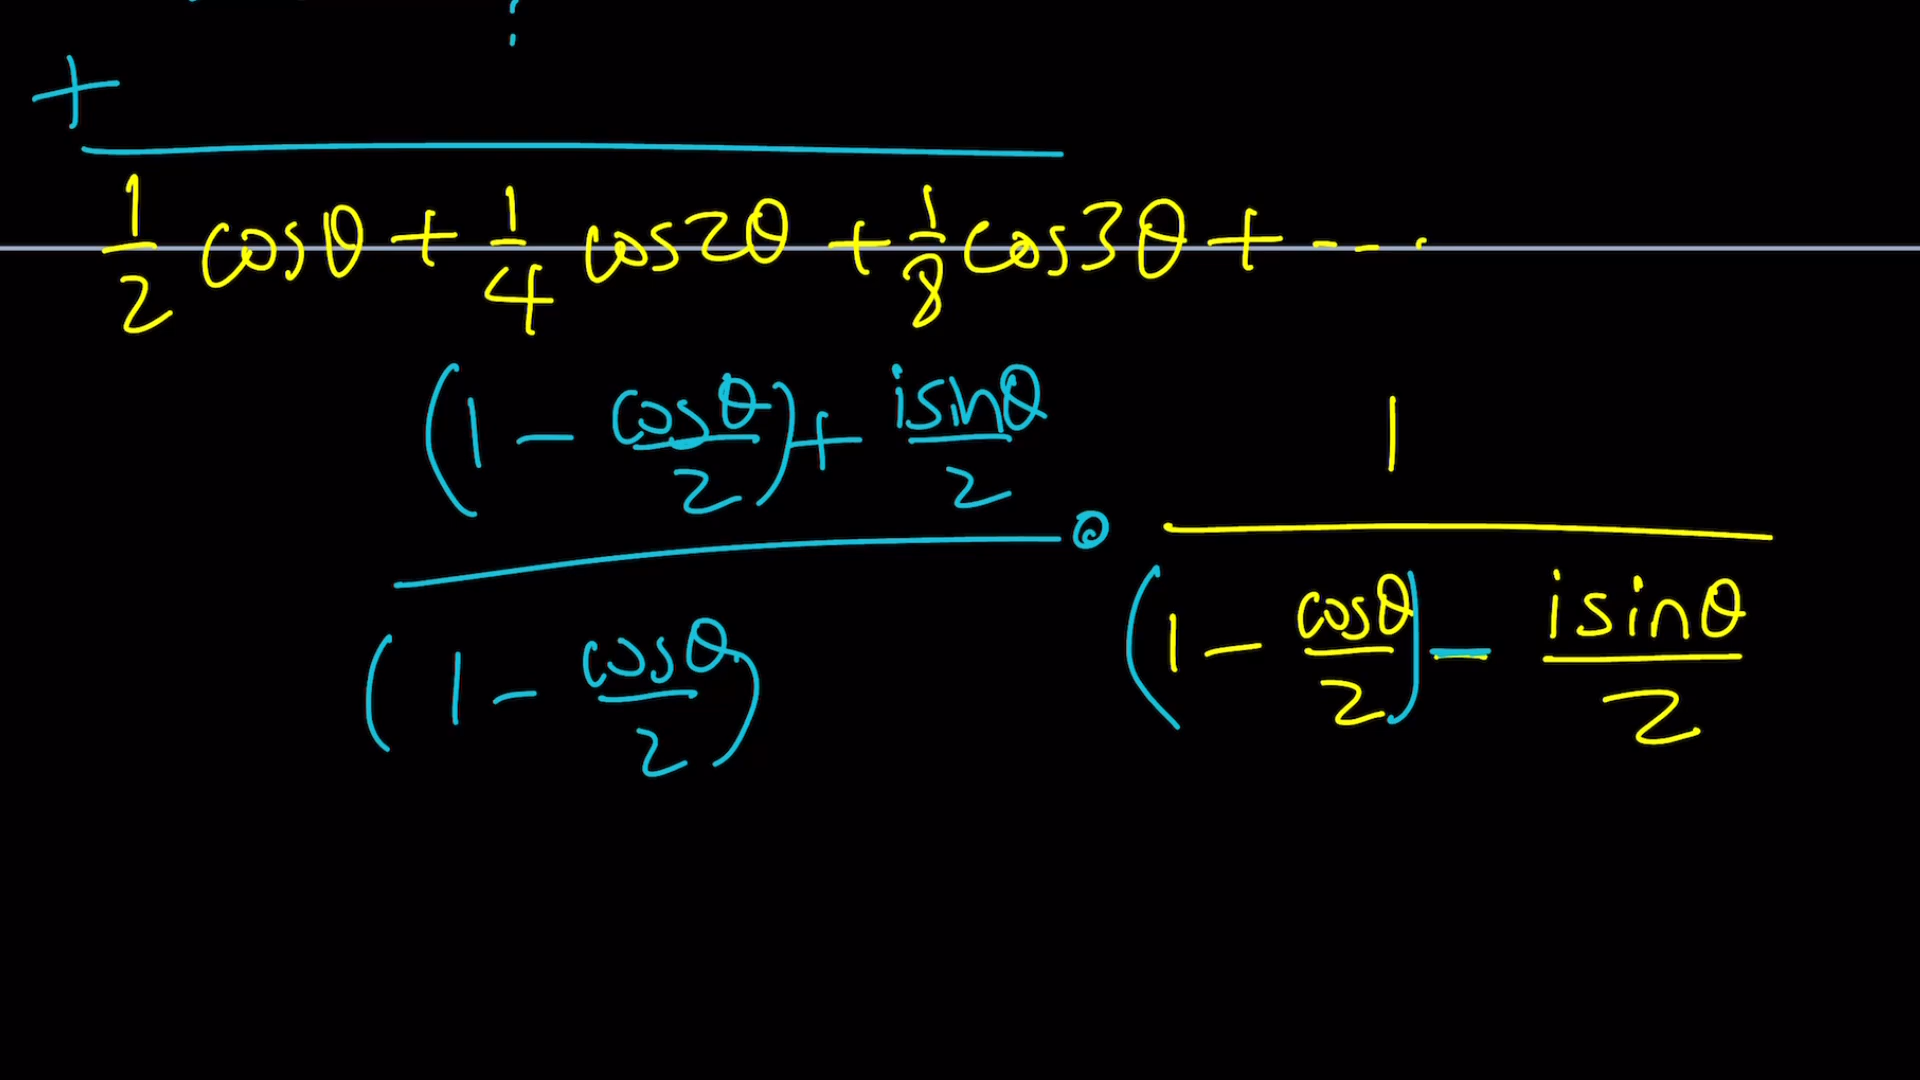 +
1/2 cosθ + 1/4 cos2θ + 1/8 cos3θ + ----
(1 - cosθ/2) + isinθ/2
1
(1 - cosθ/2)
(1 - cosθ/2) - isinθ/2